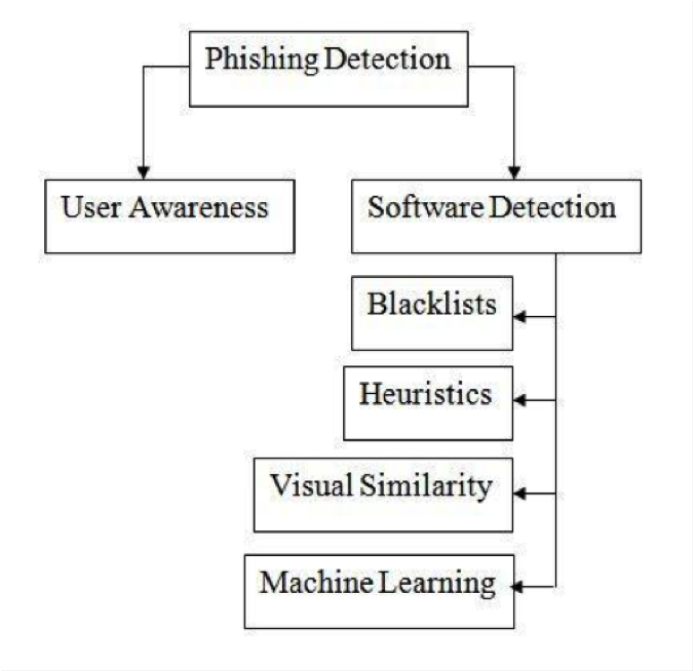 Phishing Detection
User Awareness
Software Detection
Blacklists
Heuristics
Visual Similarity
Machine Learning